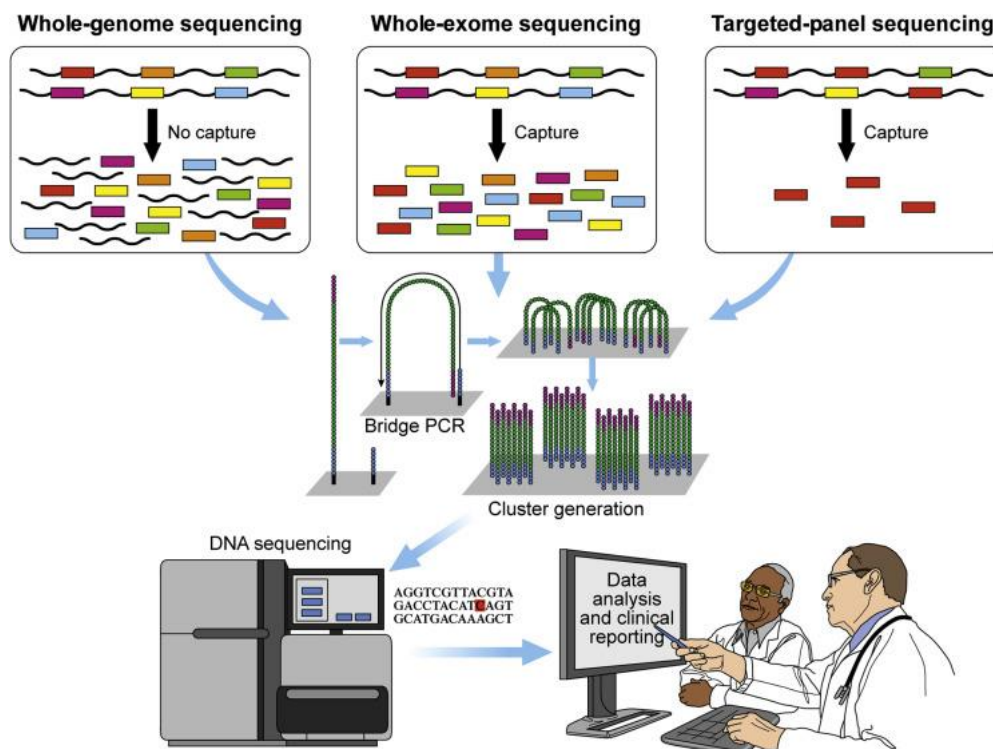 Whole-genome sequencing
Whole-exome sequencing
Targeted-panel sequencing
No capture
Capture
Capture
Bridge PCR
Cluster generation
DNA sequencing
AGGTCGTTACGTA
GACCTACATCAGT
GCATGACAAAGCT
Data
analysis
and clinical
reporting